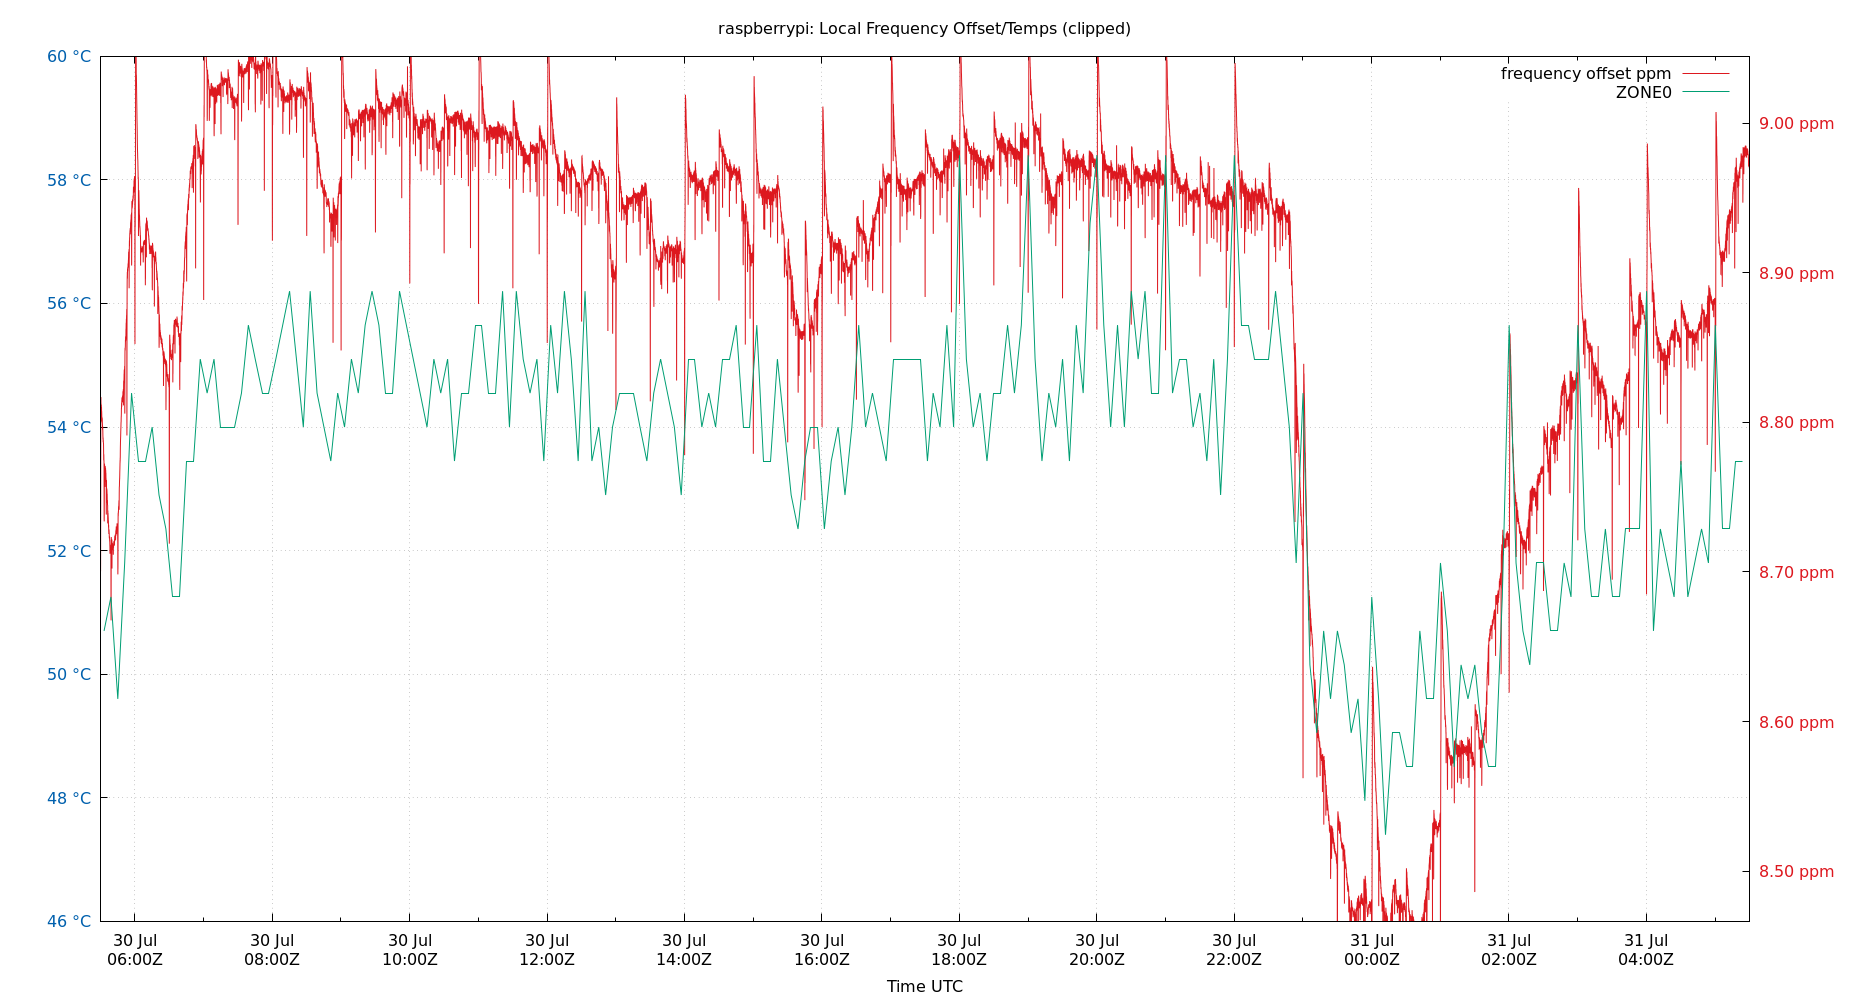 raspberrypi: Local Frequency Offset/Temps (clipped)
frequency offset ppm
ZONE0
60 °C
58 °C
56 °C
54 °C
52 °C
50 °C
48 °C
46 °C
9.00 ppm
8.90 ppm
8.80 ppm
8.70 ppm
8.60 ppm
8.50 ppm
30 Jul
06:00Z
30 Jul
08:00Z
30 Jul
10:00Z
30 Jul
12:00Z
30 Jul
14:00Z
30 Jul
16:00Z
30 Jul
18:00Z
30 Jul
20:00Z
30 Jul
22:00Z
31 Jul
00:00Z
31 Jul
02:00Z
31 Jul
04:00Z
Time UTC